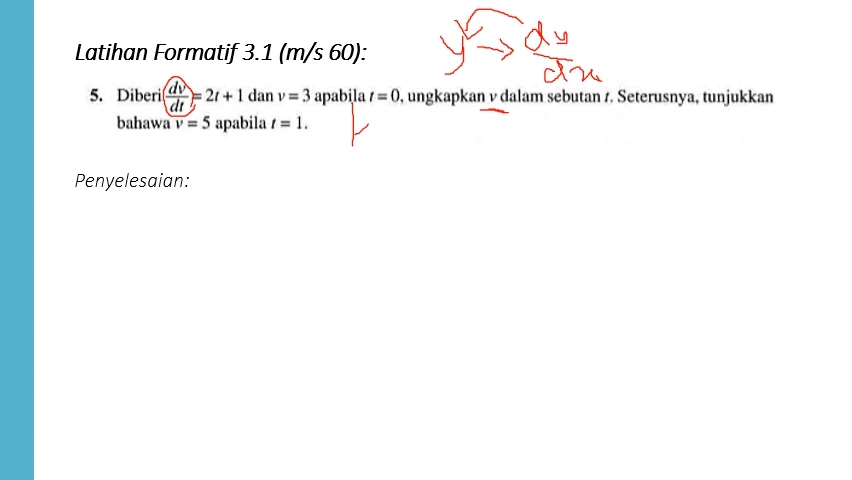 y → dy
dx
Latihan Formatif 3.1 (m/s 60):
5. Diberi dv/dt = 2t + 1 dan v = 3 apabila t = 0, ungkapkan v dalam sebutan t. Seterusnya, tunjukkan
bahawa v = 5 apabila t = 1.
Penyelesaian: